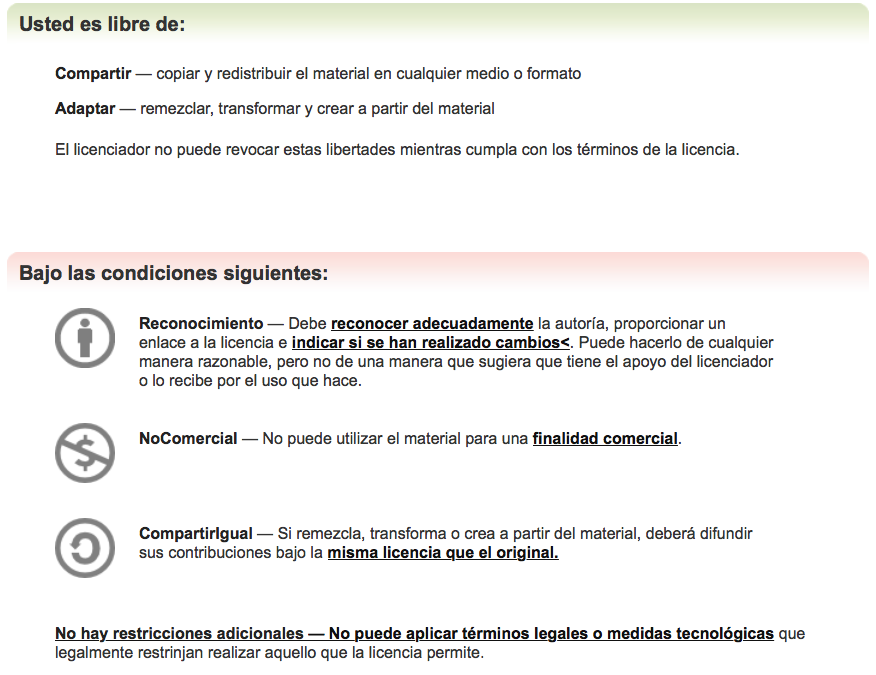 Usted es libre de:
Compartir — copiar y redistribuir el material en cualquier medio o formato
Adaptar — remezclar, transformar y crear a partir del material
El licenciador no puede revocar estas libertades mientras cumpla con los términos de la licencia.
Bajo las condiciones siguientes:
Reconocimiento — Debe reconocer adecuadamente la autoría, proporcionar un
enlace a la licencia e indicar si se han realizado cambios<. Puede hacerlo de cualquier
manera razonable, pero no de una manera que sugiera que tiene el apoyo del licenciador
o lo recibe por el uso que hace.
NoComercial — No puede utilizar el material para una finalidad comercial.
CompartirIgual — Si remezcla, transforma o crea a partir del material, deberá difundir
sus contribuciones bajo la misma licencia que el original.
No hay restricciones adicionales — No puede aplicar términos legales o medidas tecnológicas que
legalmente restrinjan realizar aquello que la licencia permite.